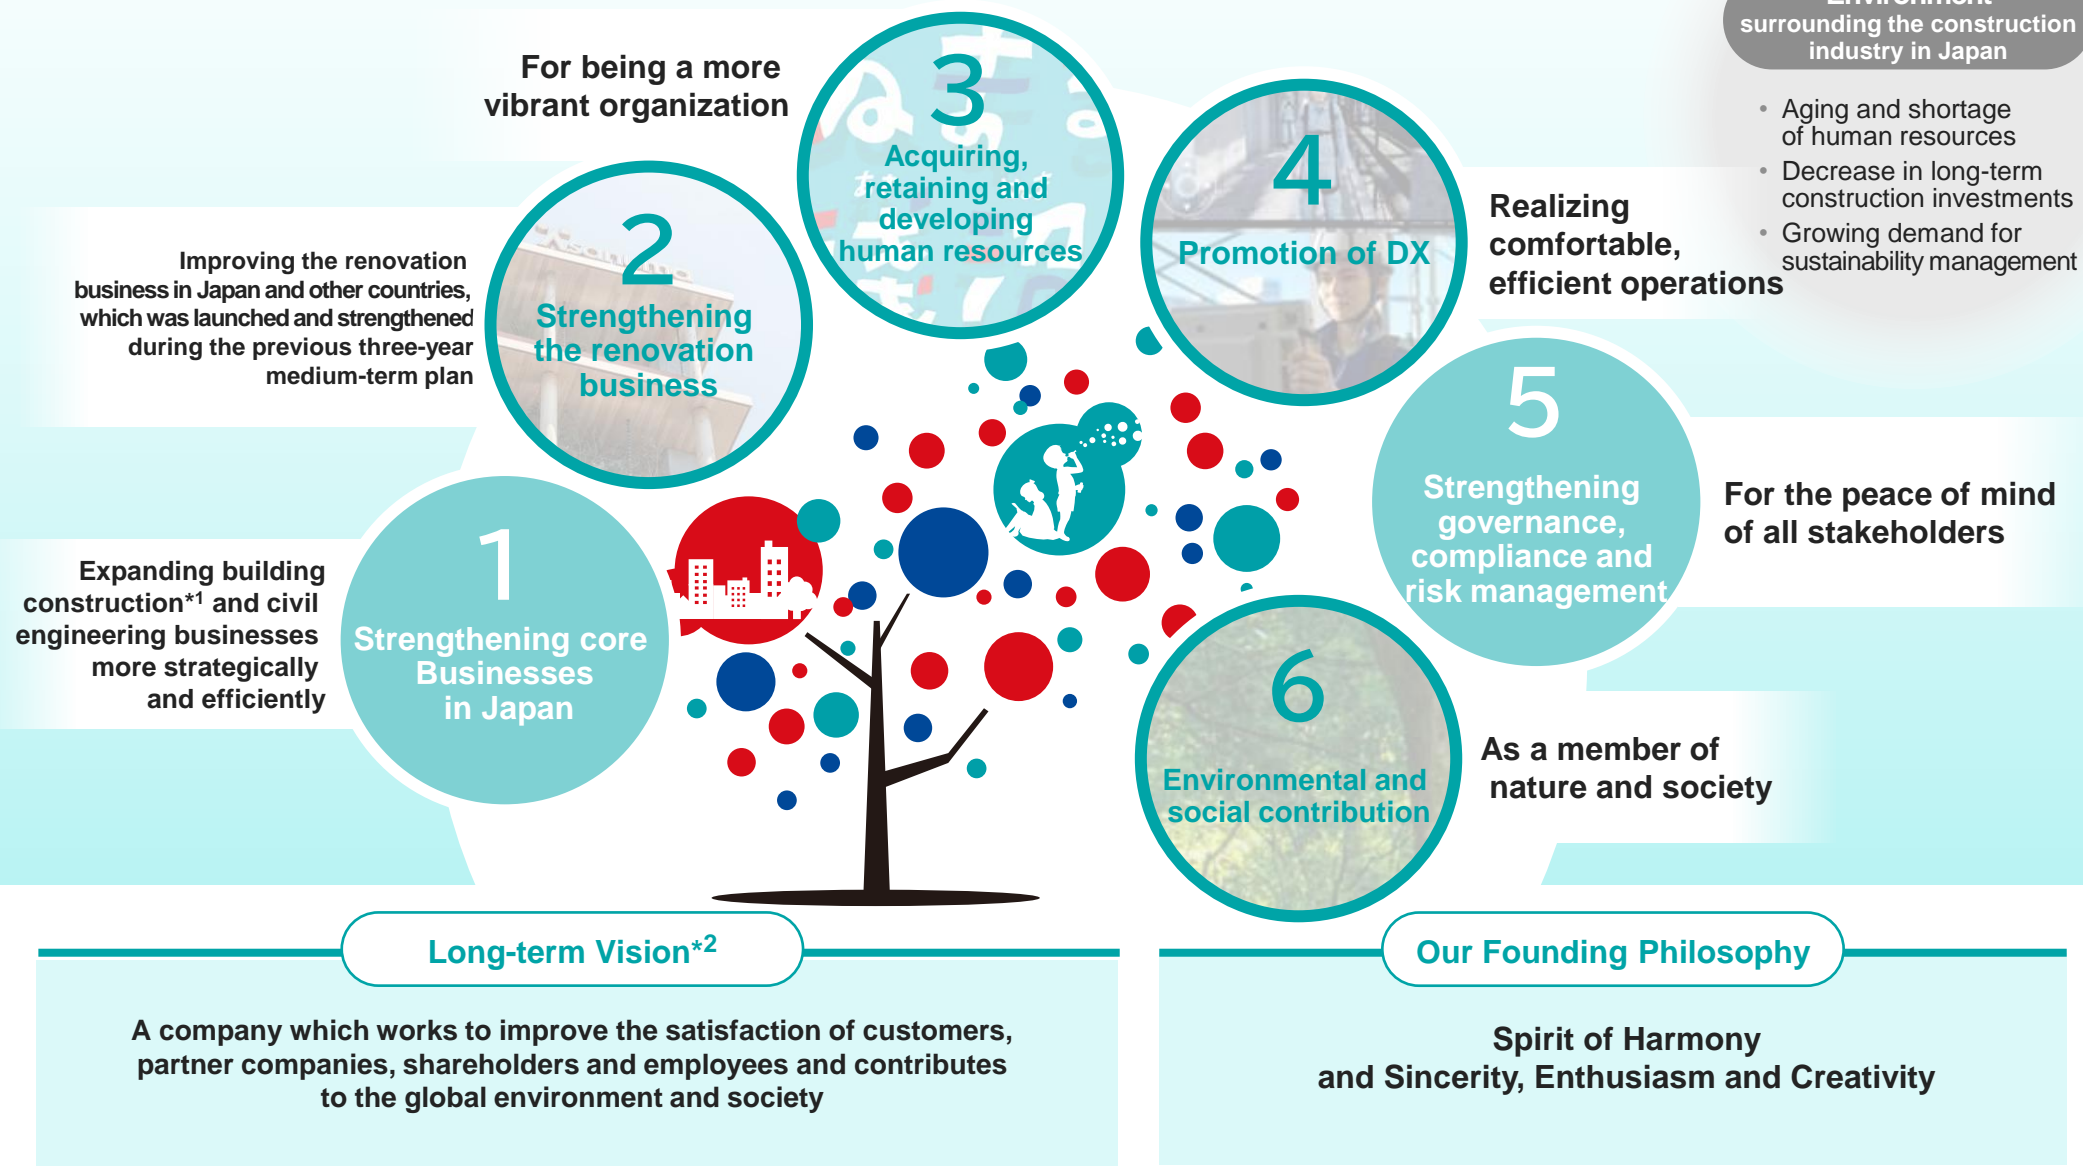 Environment
surrounding the construction
industry in Japan
• Aging and shortage
of human resources
• Decrease in long-term
construction investments
• Growing demand for
sustainability management
For being a more
vibrant organization
3
Acquiring,
retaining and
developing
human resources
4
Promotion of DX
Realizing
comfortable,
efficient operations
Improving the renovation
business in Japan and other countries,
which was launched and strengthened
during the previous three-year
medium-term plan
2
Strengthening
the renovation
business
5
Strengthening
governance,
compliance and
risk management
For the peace of mind
of all stakeholders
Expanding building
construction*1 and civil
engineering businesses
more strategically
and efficiently
1
Strengthening core
Businesses
in Japan
6
Environmental and
social contribution
As a member of
nature and society
Long-term Vision*2
A company which works to improve the satisfaction of customers,
partner companies, shareholders and employees and contributes
to the global environment and society
Our Founding Philosophy
Spirit of Harmony
and Sincerity, Enthusiasm and Creativity